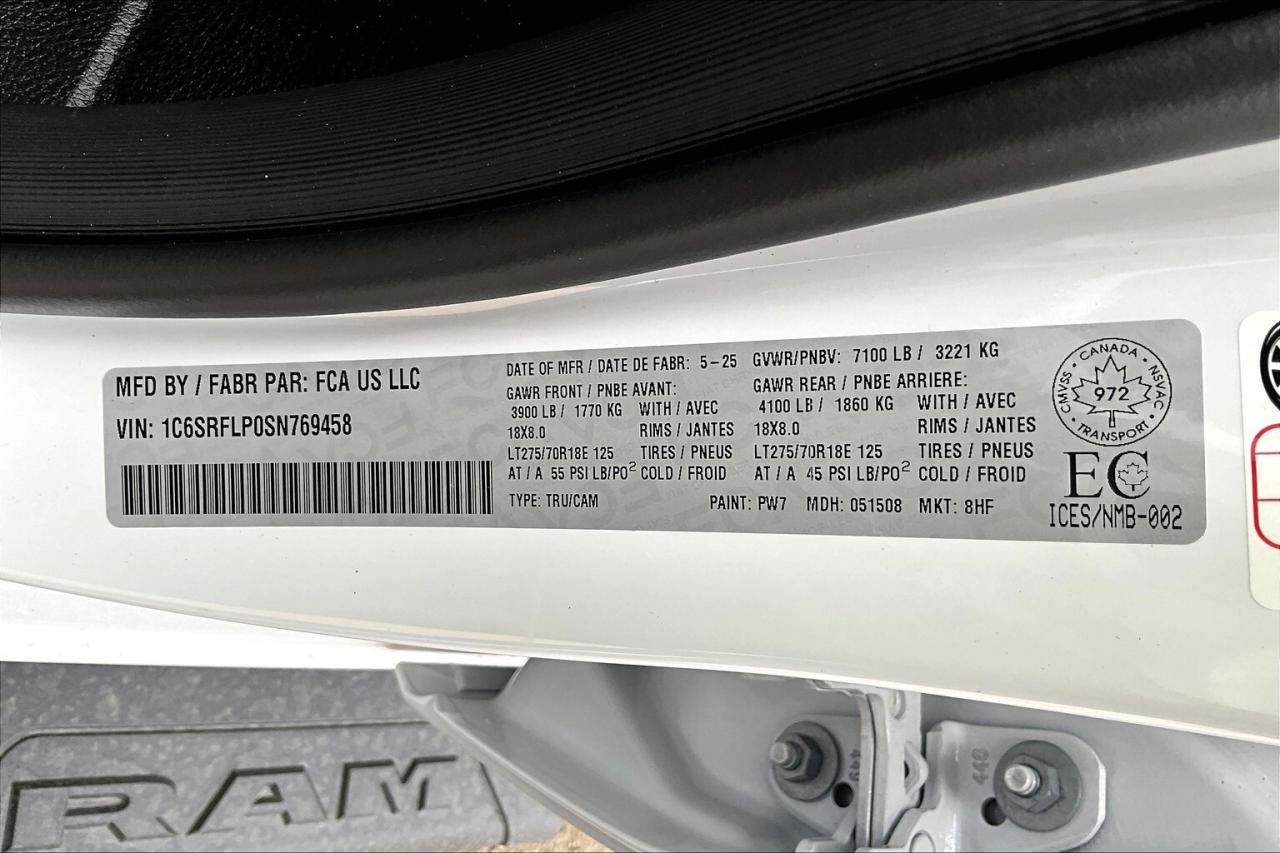 MFD BY / FABR PAR: FCA US LLC
VIN: 1C6SRFLP0SN769458
DATE OF MFR / DATE DE FABR: 5-25 GVWR/PNBV: 7100 LB / 3221 KG
GAWR FRONT / PNBE AVANT: GAWR REAR / PNBE ARRIERE:
3900 LB / 1770 KG WITH / AVEC 4100 LB / 1860 KG WITH / AVEC
18X8.0 RIMS / JANTES 18X8.0 RIMS / JANTES
LT275/70R18E 125 TIRES / PNEUS LT275/70R18E 125 TIRES / PNEUS
AT / A 55 PSI LB/PO² COLD / FROID AT / A 45 PSI LB/PO² COLD / FROID
TYPE: TRU/CAM PAINT: PW7 MDH: 051508 MKT: 8HF
CANADA
CMVSS
NSVAC
972
TRANSPORT
EC
ICES/NMB-002
449
448
RAM